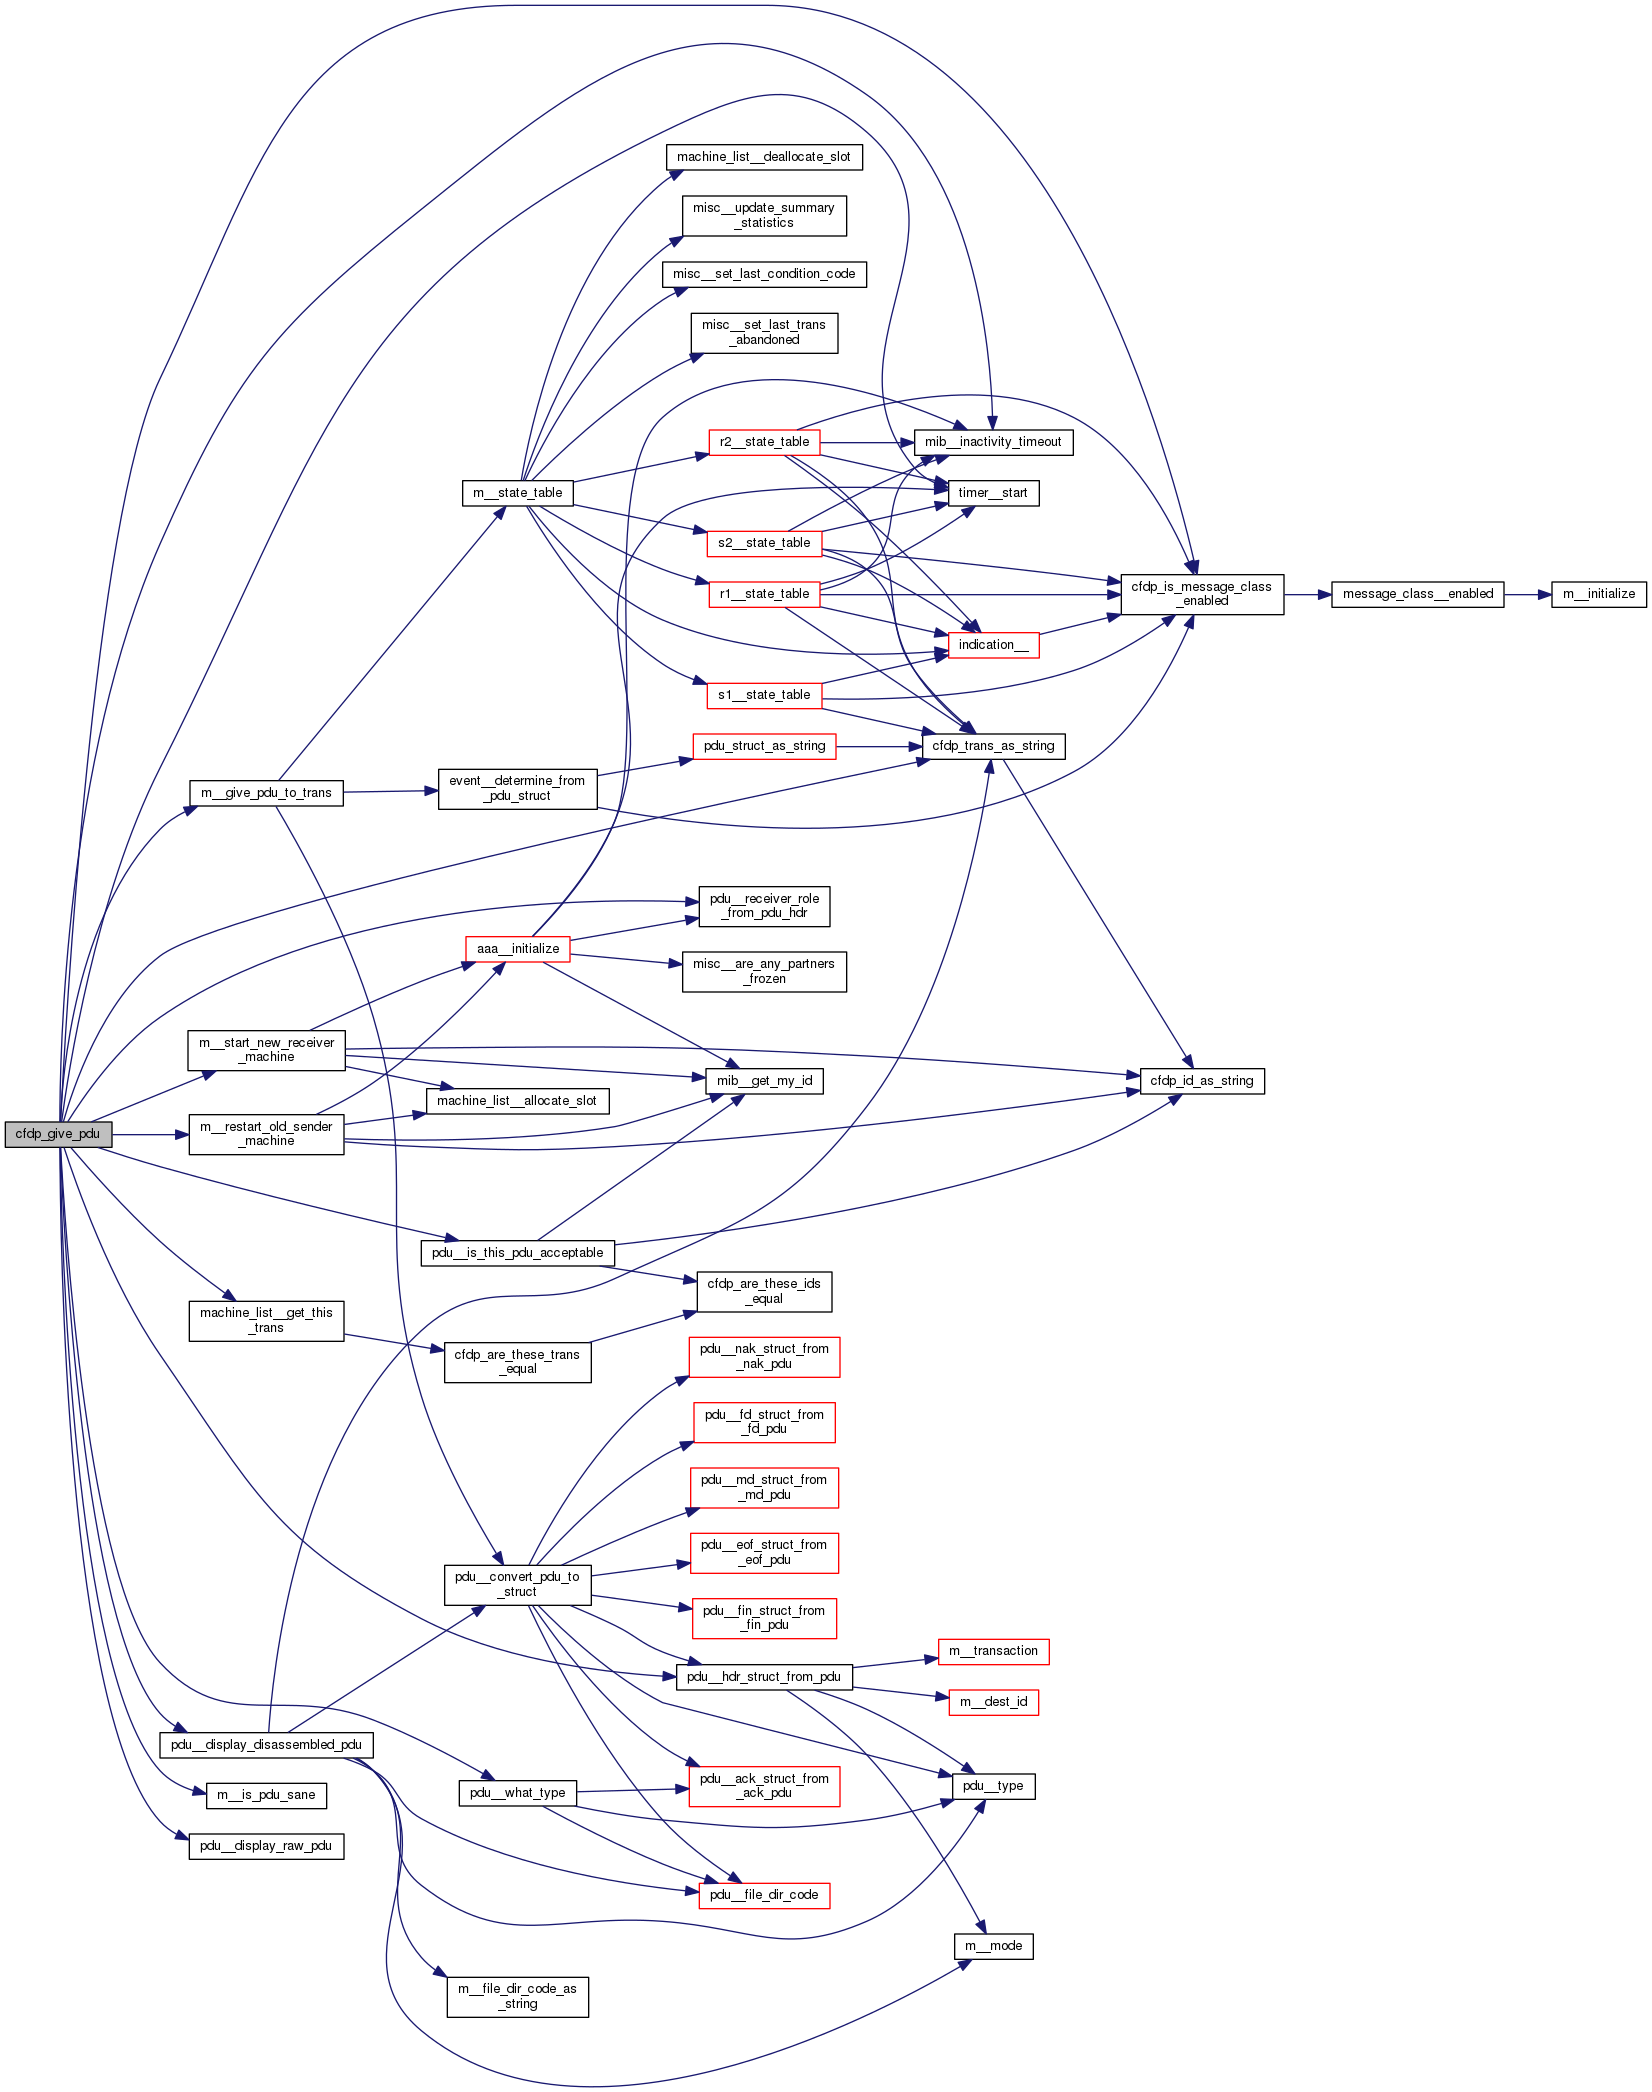 machine_list__deallocate_slot
misc__update_summary
_statistics
misc__set_last_condition_code
misc__set_last_trans
_abandoned
r2__state_table
mib__inactivity_timeout
m__state_table
timer__start
s2__state_table
r1__state_table
cfdp_is_message_class
_enabled
message_class__enabled
m__initialize
indication__
s1__state_table
pdu_struct_as_string
cfdp_trans_as_string
m__give_pdu_to_trans
event__determine_from
_pdu_struct
pdu__receiver_role
_from_pdu_hdr
aaa__initialize
misc__are_any_partners
_frozen
m__start_new_receiver
_machine
mib__get_my_id
cfdp_id_as_string
machine_list__allocate_slot
cfdp_give_pdu
m__restart_old_sender
_machine
pdu__is_this_pdu_acceptable
cfdp_are_these_ids
_equal
machine_list__get_this
_trans
cfdp_are_these_trans
_equal
pdu__nak_struct_from
_nak_pdu
pdu__fd_struct_from
_fd_pdu
pdu__md_struct_from
_md_pdu
pdu__eof_struct_from
_eof_pdu
pdu__convert_pdu_to
_struct
pdu__fin_struct_from
_fin_pdu
m__transaction
pdu__hdr_struct_from_pdu
m__dest_id
pdu__display_disassembled_pdu
pdu__ack_struct_from
_ack_pdu
pdu__type
pdu__what_type
m__is_pdu_sane
pdu__display_raw_pdu
pdu__file_dir_code
m__mode
m__file_dir_code_as
_string